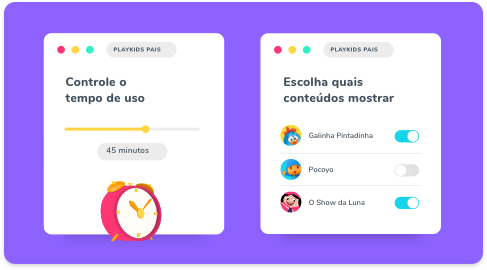 PLAYKIDS PAIS
Controle o
tempo de uso
45 minutos
PLAYKIDS PAIS
Escolha quais
conteúdos mostrar
Galinha Pintadinha
Pocoyo
O Show da Luna